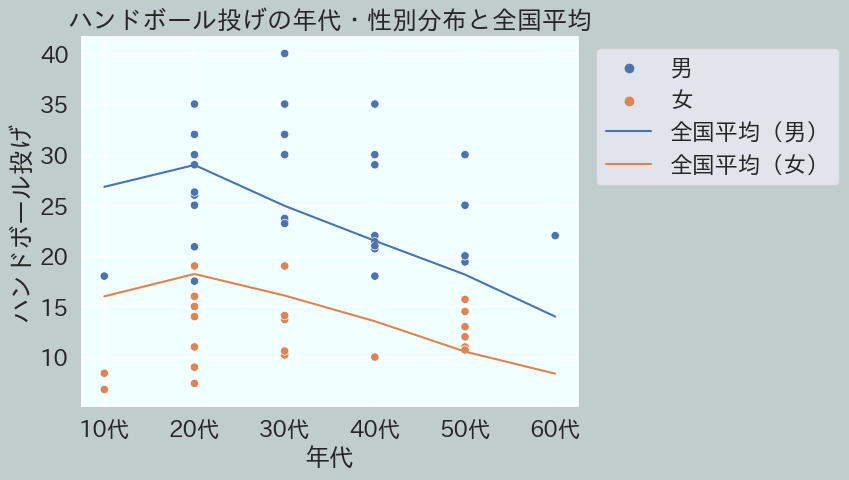 ハンドボール投げの年代・性別分布と全国平均
ハンドボール投げ
40
35
30
25
20
15
10
10代 20代 30代 40代 50代 60代
年代
男
女
全国平均（男）
全国平均（女）